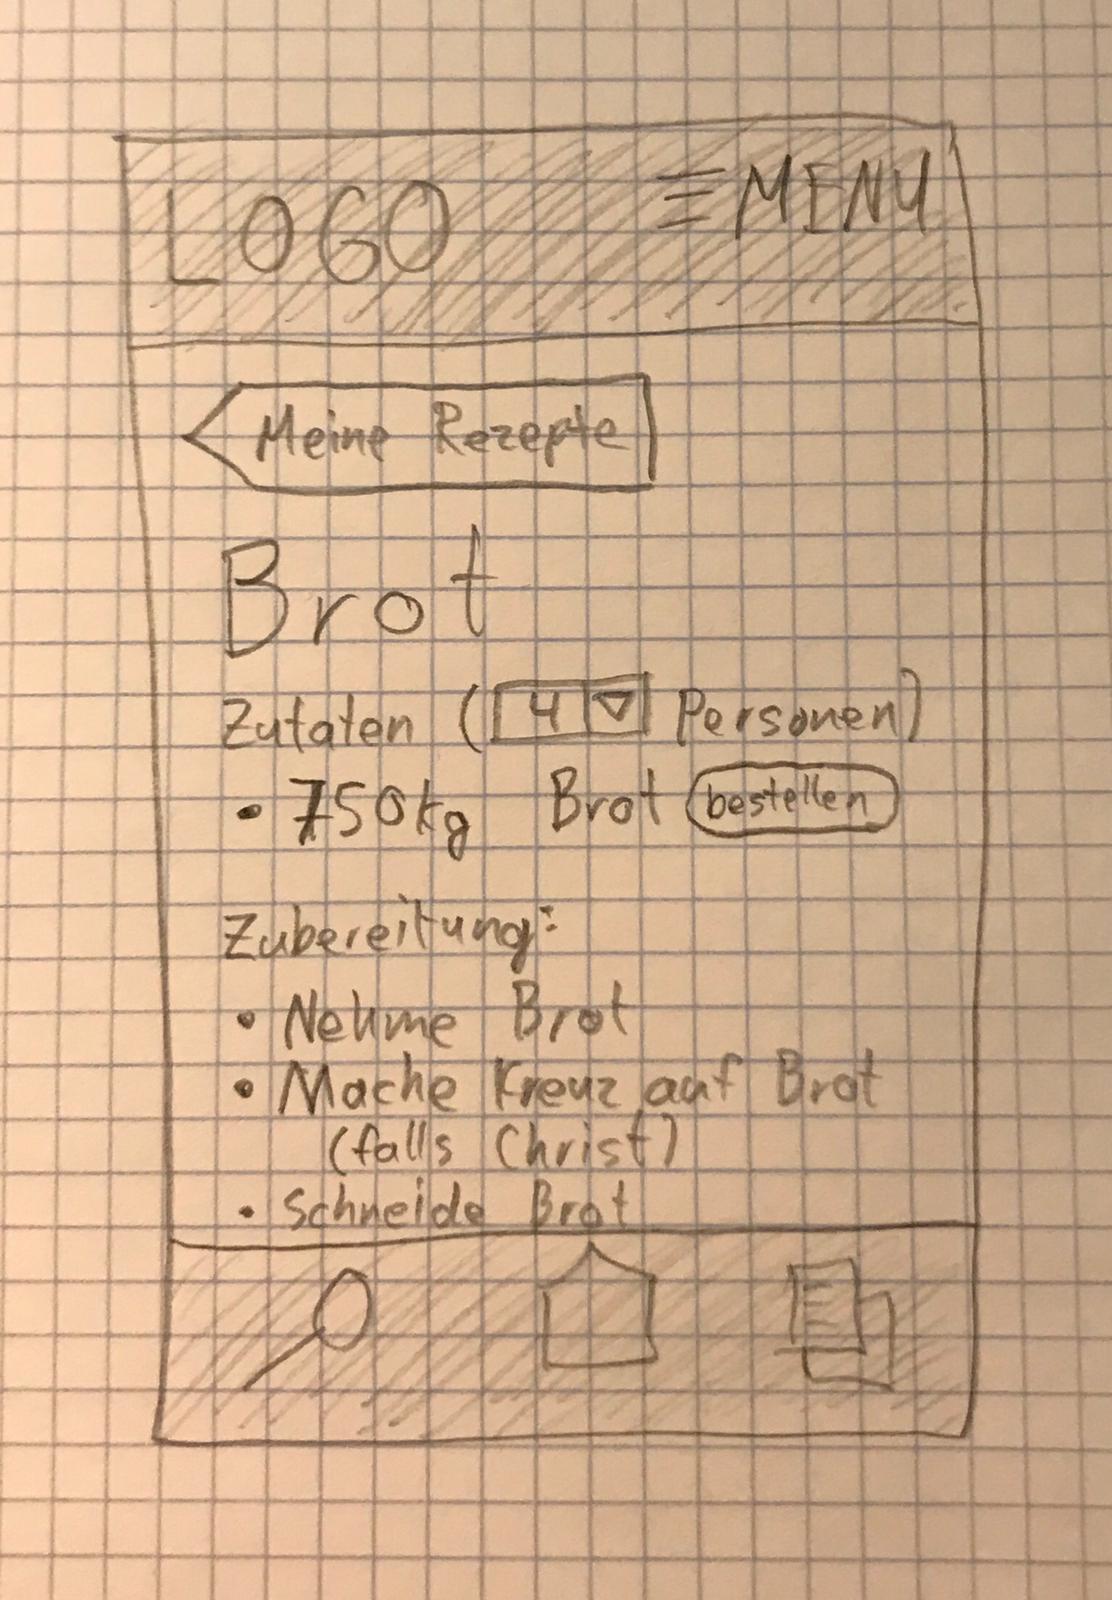 LOGO ≡ MENU
Meine Rezepte
Brot
Zutaten (4 ▽ Personen)
• 750kg Brot bestellen
Zubereitung:
• Nehme Brot
• Mache Kreuz auf Brot
(falls Christ)
• Schneide Brot